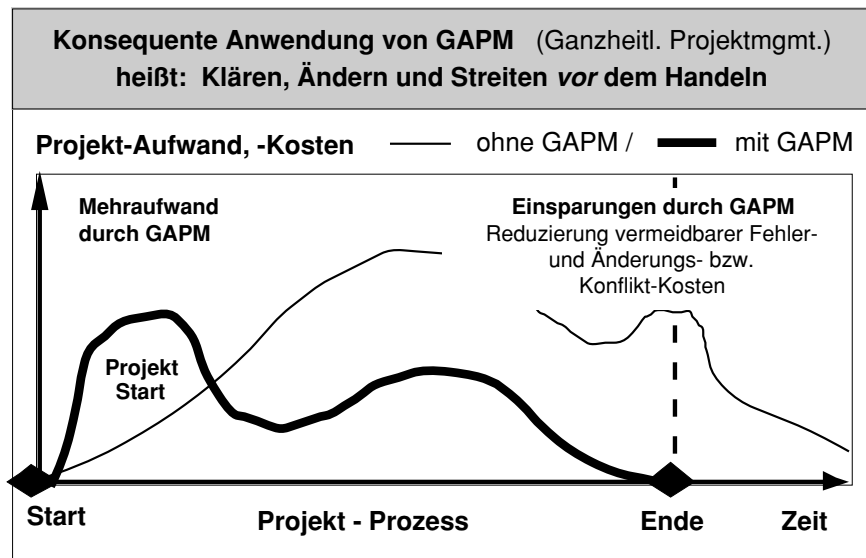 Konsequente Anwendung von GAPM (Ganzheitl. Projektmgmt.)
heißt: Klären, Ändern und Streiten vor dem Handeln
Projekt-Aufwand, -Kosten
ohne GAPM /
mit GAPM
Mehraufwand
durch GAPM
Einsparungen durch GAPM
Reduzierung vermeidbarer Fehler-
und Änderungs- bzw.
Konflikt-Kosten
Projekt
Start
Start
Projekt - Prozess
Ende
Zeit